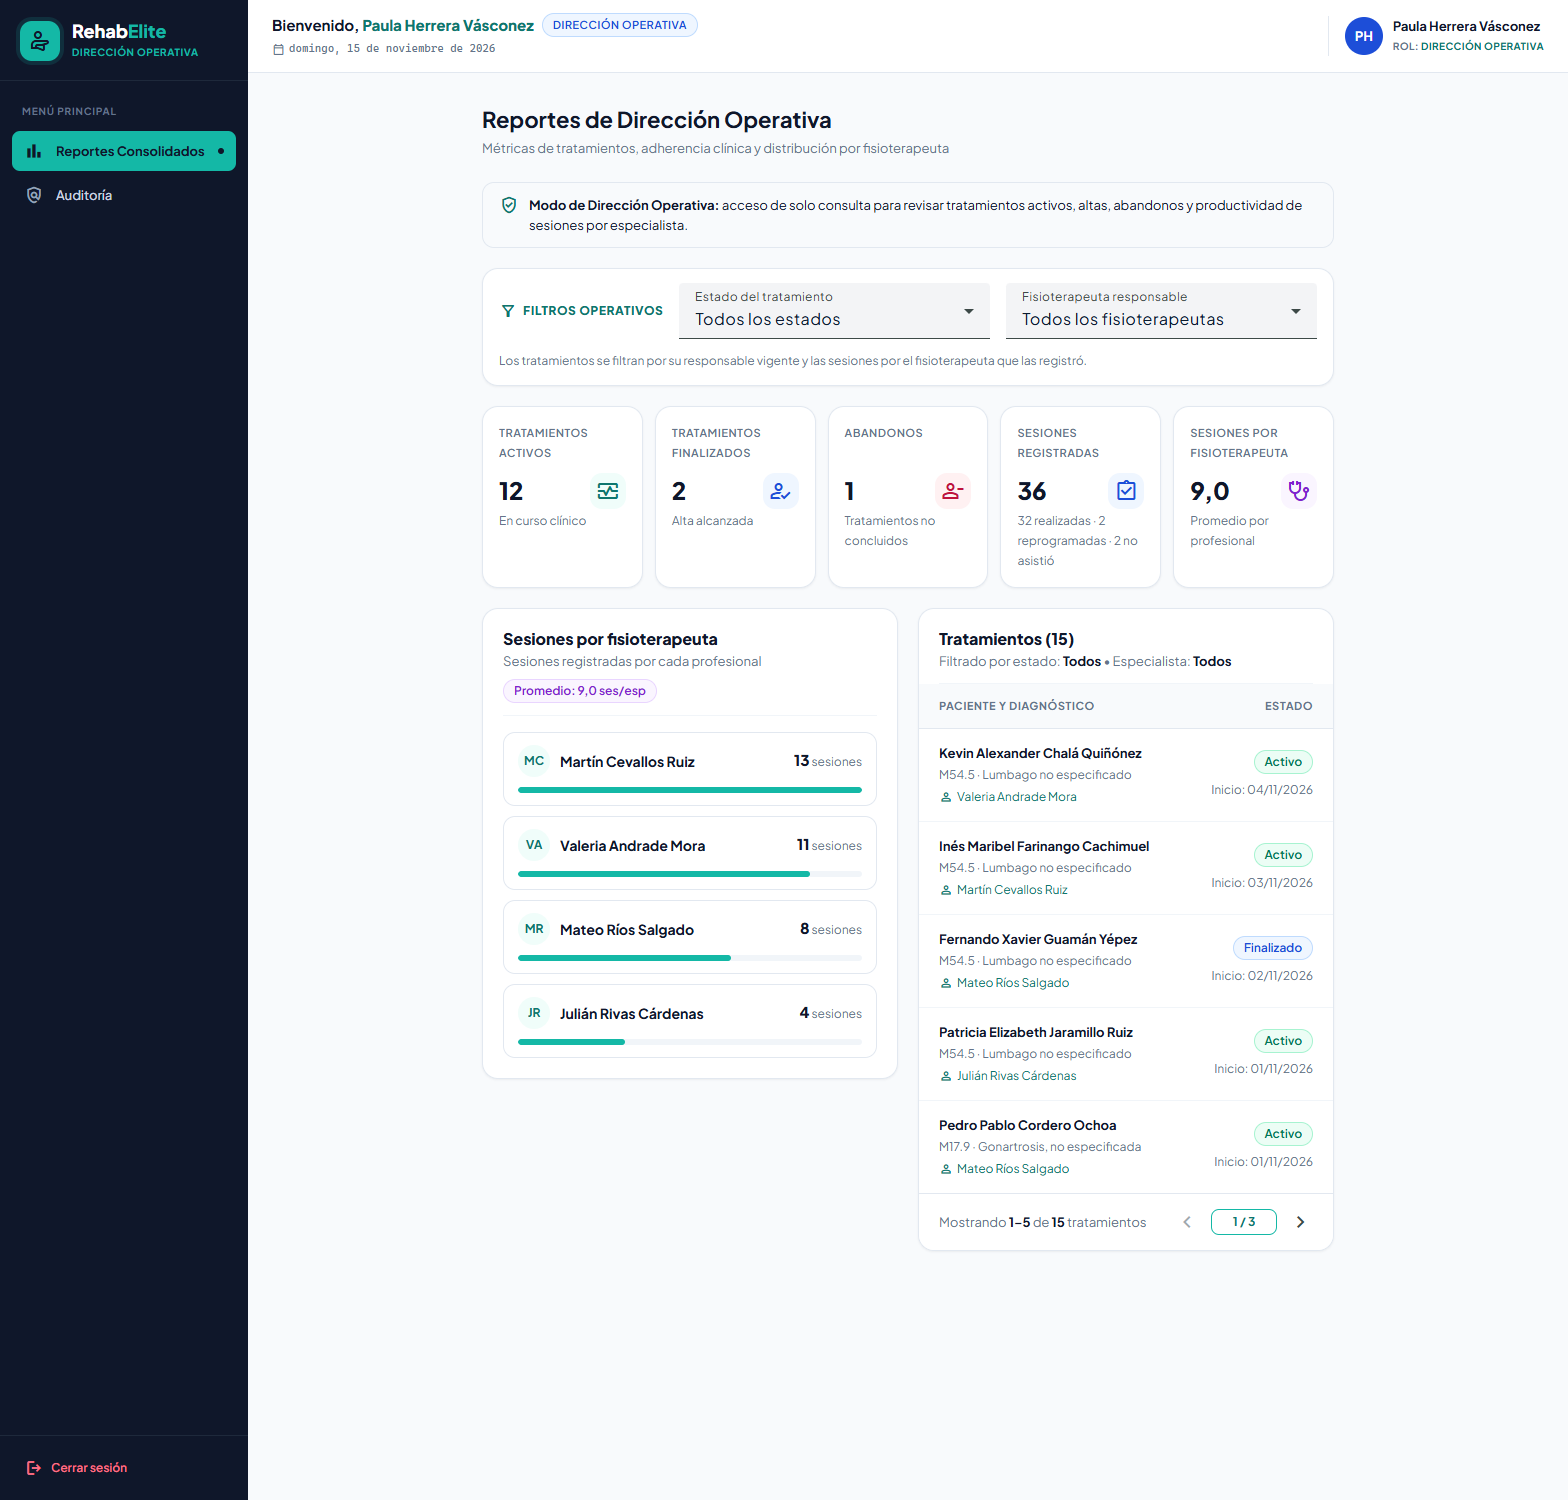 RehabElite
DIRECCIÓN OPERATIVA
MENÚ PRINCIPAL
Reportes Consolidados
Auditoría
Cerrar sesión
Bienvenido, Paula Herrera Vásconez
DIRECCIÓN OPERATIVA
domingo, 15 de noviembre de 2026
PH
Paula Herrera Vásconez
ROL: DIRECCIÓN OPERATIVA
Reportes de Dirección Operativa
Métricas de tratamientos, adherencia clínica y distribución por fisioterapeuta
Modo de Dirección Operativa: acceso de solo consulta para revisar tratamientos activos, altas, abandonos y productividad de
sesiones por especialista.
FILTROS OPERATIVOS
Estado del tratamiento
Todos los estados
Fisioterapeuta responsable
Todos los fisioterapeutas
Los tratamientos se filtran por su responsable vigente y las sesiones por el fisioterapeuta que las registró.
TRATAMIENTOS
ACTIVOS
12
En curso clínico
TRATAMIENTOS
FINALIZADOS
2
Alta alcanzada
ABANDONOS
1
Tratamientos no
concluidos
SESIONES
REGISTRADAS
36
32 realizadas · 2
reprogramadas · 2 no
asistió
SESIONES POR
FISIOTERAPEUTA
9,0
Promedio por
profesional
Sesiones por fisioterapeuta
Sesiones registradas por cada profesional
Promedio: 9,0 ses/esp
MC
Martín Cevallos Ruiz
13 sesiones
VA
Valeria Andrade Mora
11 sesiones
MR
Mateo Ríos Salgado
8 sesiones
JR
Julián Rivas Cárdenas
4 sesiones
Tratamientos (15)
Filtrado por estado: Todos • Especialista: Todos
PACIENTE Y DIAGNÓSTICO
ESTADO
Kevin Alexander Chalá Quiñónez
M54.5 · Lumbago no especificado
Valeria Andrade Mora
Activo
Inicio: 04/11/2026
Inés Maribel Farinango Cachimuel
M54.5 · Lumbago no especificado
Martín Cevallos Ruiz
Activo
Inicio: 03/11/2026
Fernando Xavier Guamán Yépez
M54.5 · Lumbago no especificado
Mateo Ríos Salgado
Finalizado
Inicio: 02/11/2026
Patricia Elizabeth Jaramillo Ruiz
M54.5 · Lumbago no especificado
Julián Rivas Cárdenas
Activo
Inicio: 01/11/2026
Pedro Pablo Cordero Ochoa
M17.9 · Gonartrosis, no especificada
Mateo Ríos Salgado
Activo
Inicio: 01/11/2026
Mostrando 1–5 de 15 tratamientos
1 / 3